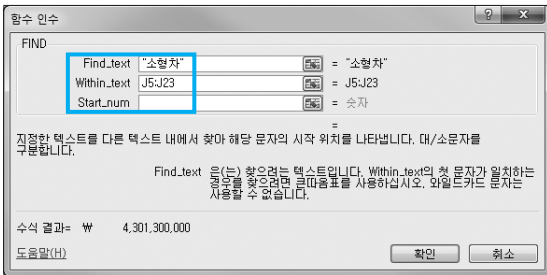 함수 인수
FIND
Find_text "소형차" = "소형차"
Within_text J5:J23 = J5:J23
Start_num = 숫자
=
지정한 텍스트를 다른 텍스트 내에서 찾아 해당 문자의 시작 위치를 나타냅니다. 대/소문자를
구분합니다.
Find_text 은(는) 찾으려는 텍스트입니다. Within_text의 첫 문자가 일치하는
경우를 찾으려면 큰따옴표를 사용하십시오. 와일드카드 문자는
사용할 수 없습니다.
수식 결과= ₩ 4,301,300,000
도움말(H) 확인 취소